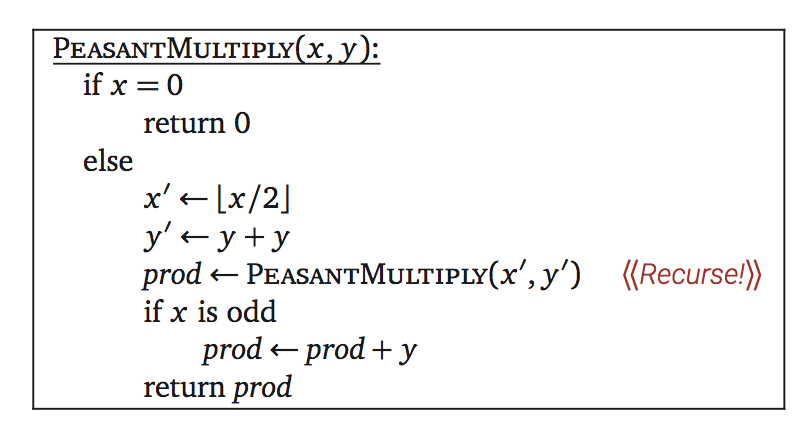 PEASANTMULTIPLY(x, y):
if x = 0
return 0
else
x′ ← ⌊x/2⌋
y′ ← y + y
prod ← PEASANTMULTIPLY(x′, y′) ⟨⟨Recurse!⟩⟩
if x is odd
prod ← prod + y
return prod